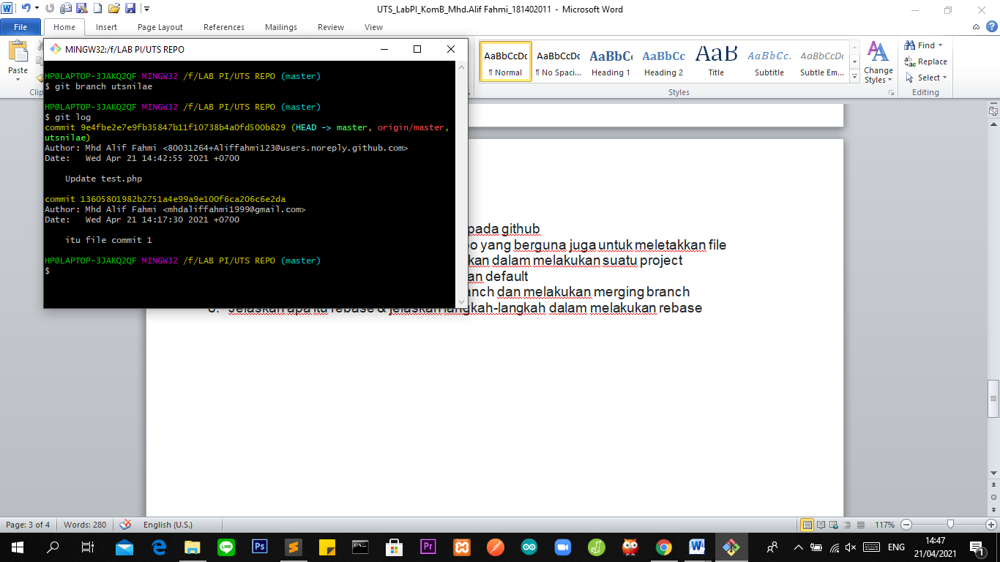 UTS_LabPI_KomB_Mhd.Alif Fahmi_181402011 - Microsoft Word
File Home Insert Page Layout References Mailings Review View
Paste
Clip
MINGW32:/f/LAB PI/UTS REPO
HP@LAPTOP-3JAKQ2QF MINGW32 /f/LAB PI/UTS REPO (master)
$ git branch utsnilae
HP@LAPTOP-3JAKQ2QF MINGW32 /f/LAB PI/UTS REPO (master)
$ git log
commit 9e4fbe2e7e9fb35847b11f10738b4a0fd500b829 (HEAD -> master, origin/master,
utsnilae)
Author: Mhd Alif Fahmi <80031264+Aliffahmi123@users.noreply.github.com>
Date:   Wed Apr 21 14:42:55 2021 +0700
Update test.php
commit 13605801982b2751a4e99a9e100f6ca206c6e2da
Author: Mhd Alif Fahmi <mhdaliffahmi1999@gmail.com>
Date:   Wed Apr 21 14:17:30 2021 +0700
itu file commit 1
HP@LAPTOP-3JAKQ2QF MINGW32 /f/LAB PI/UTS REPO (master)
$
AaBbCcDc AaBbCcDc AaBbC AaBbCc AaB AaBbCc. AaBbCcDc
¶ Normal ¶ No Spaci... Heading 1 Heading 2 Title Subtitle Subtle Em...
Change
Styles
Styles
Find
Replace
Select
Editing
pada github
po yang berguna juga untuk meletakkan file
kan dalam melakukan suatu project
an default
anch dan melakukan merging branch
Jelaskan apa itu rebase & jelaskan langkah-langkah dalam melakukan rebase
Page: 3 of 4 Words: 280 English (U.S.) 117%
ENG
14:47
21/04/2021
1